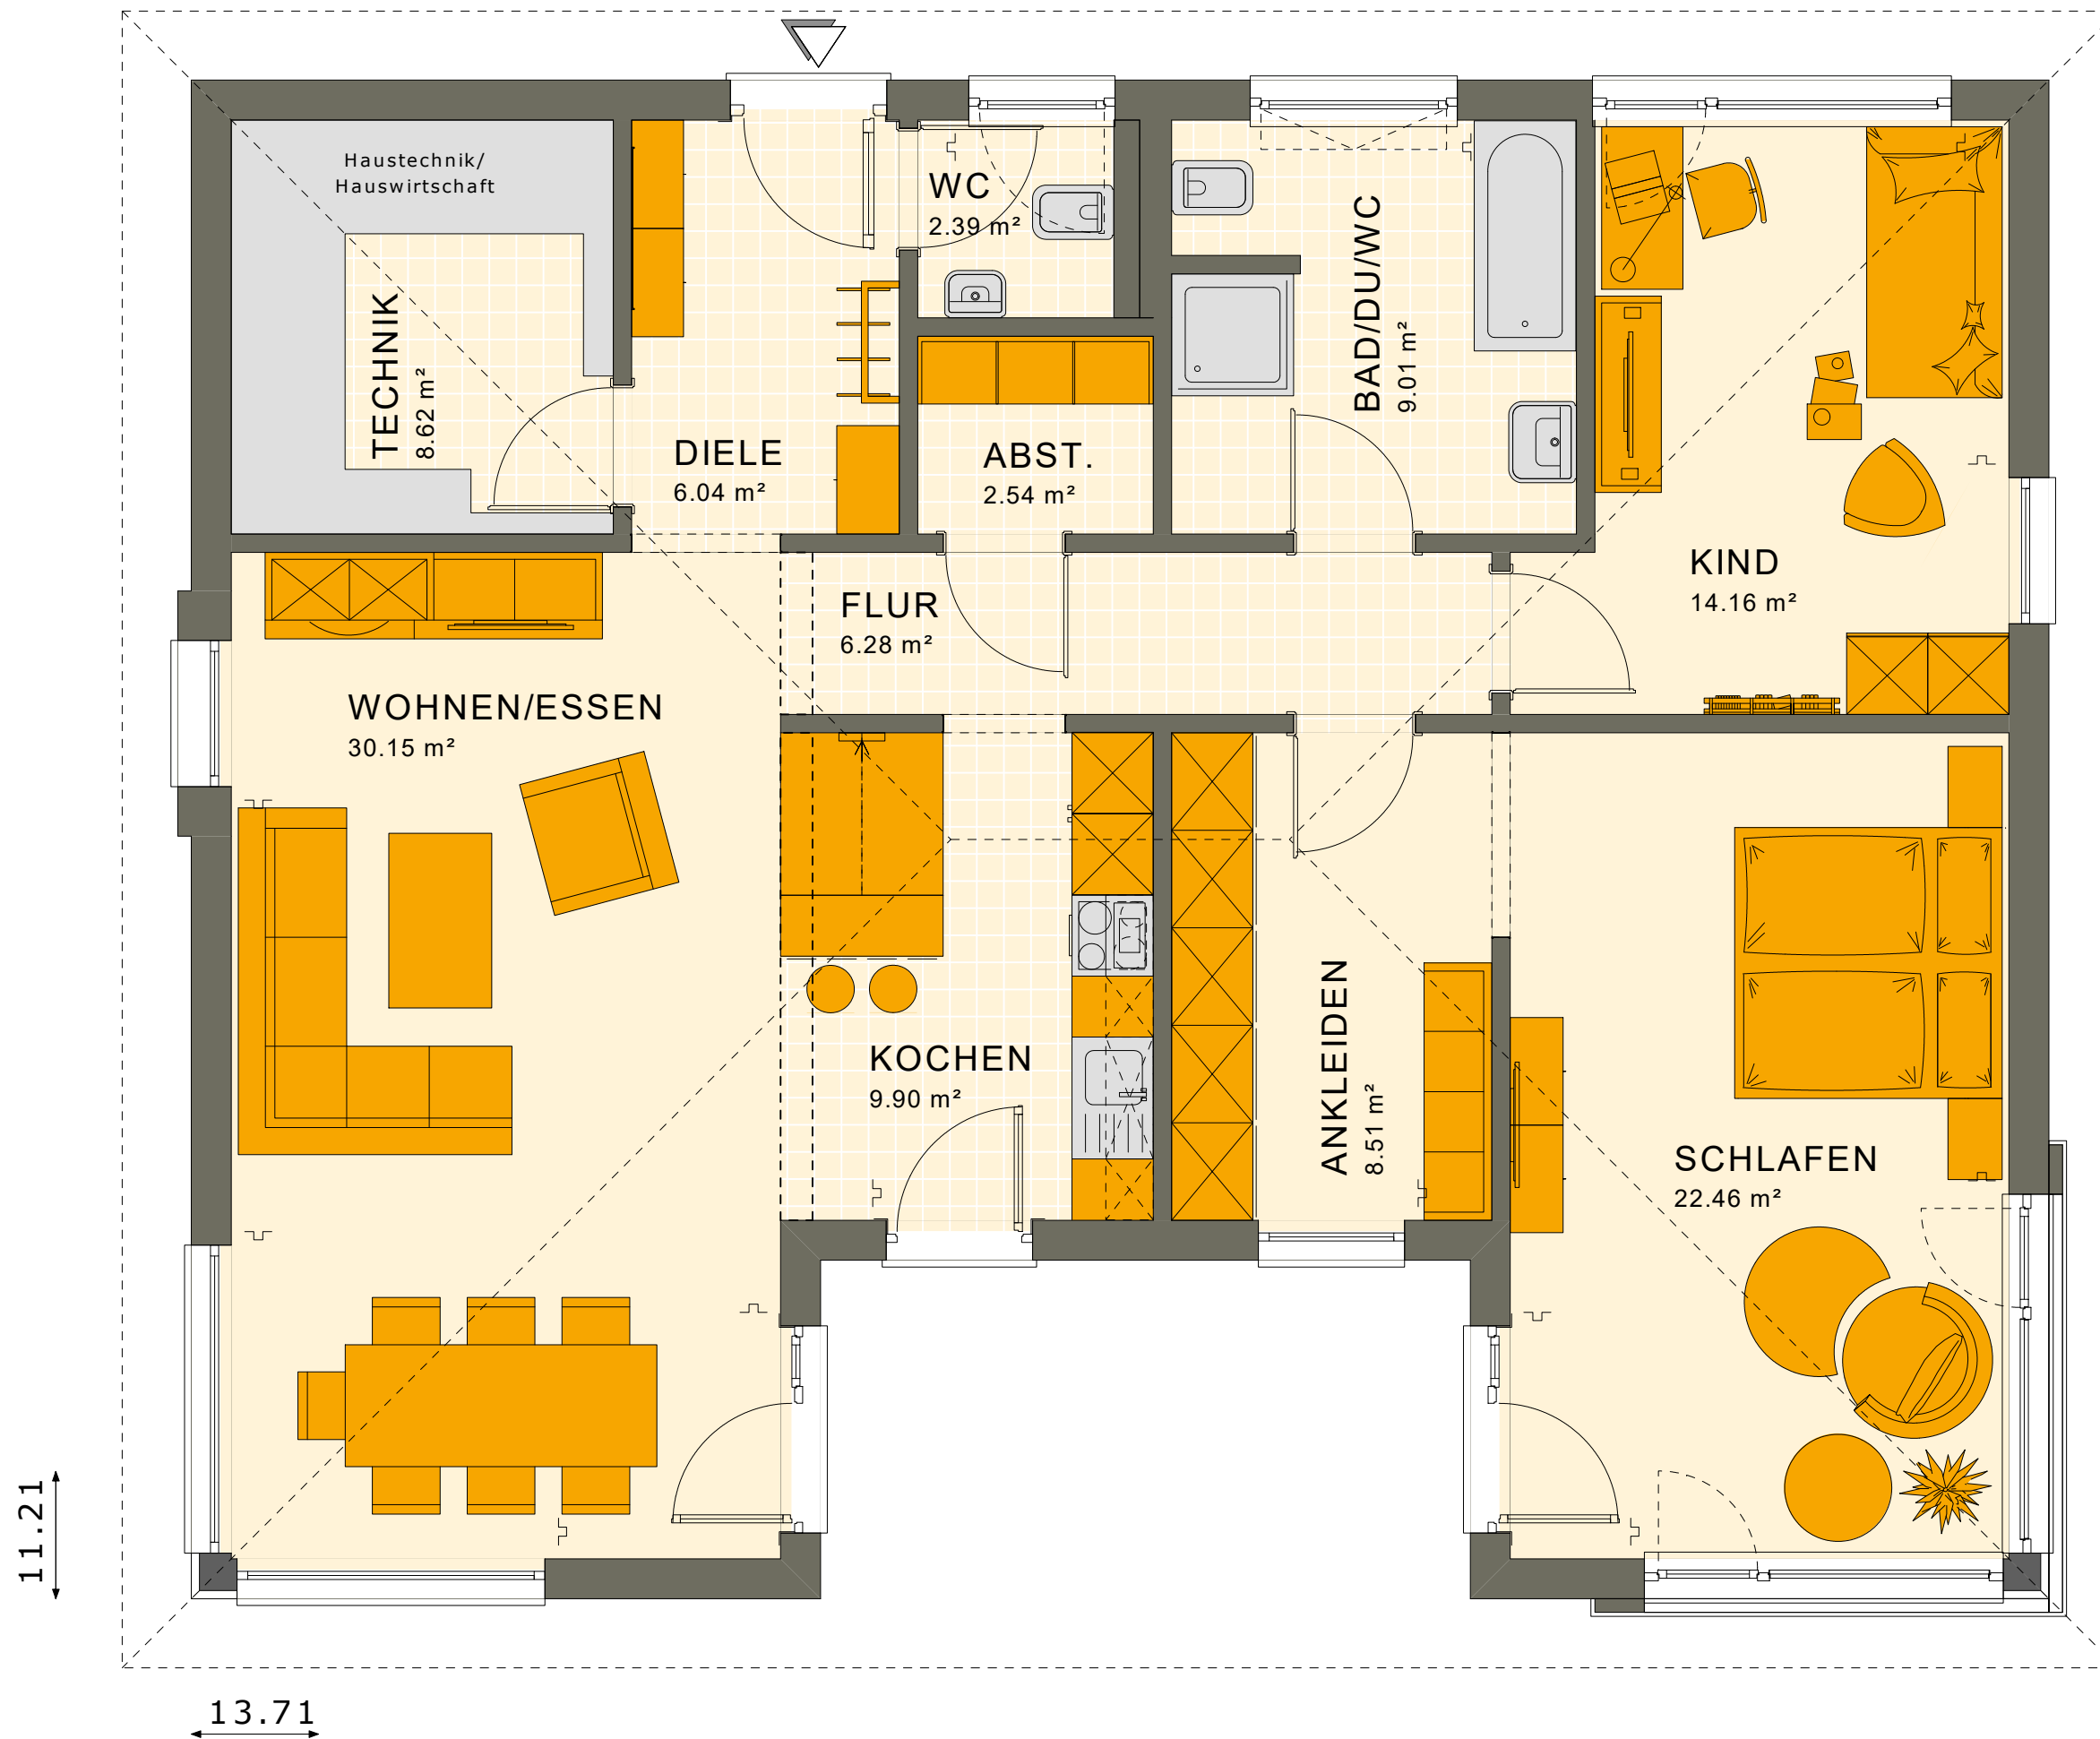 Haustechnik/
Hauswirtschaft
TECHNIK
8.62 m²
DIELE
6.04 m²
WC
2.39 m²
ABST.
2.54 m²
BAD/DU/WC
9.01 m²
KIND
14.16 m²
FLUR
6.28 m²
WOHNEN/ESSEN
30.15 m²
KOCHEN
9.90 m²
ANKLEIDEN
8.51 m²
SCHLAFEN
22.46 m²
11.21
13.71